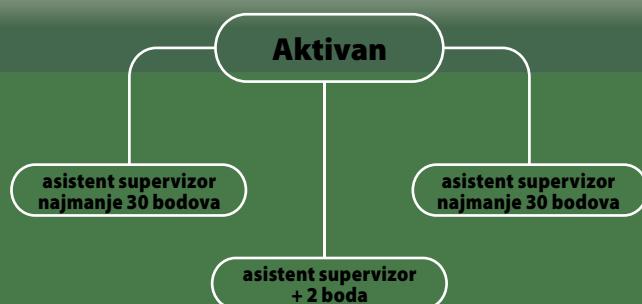 Aktivan
asistent supervizor
najmanje 30 bodova
asistent supervizor
najmanje 30 bodova
asistent supervizor
+ 2 boda